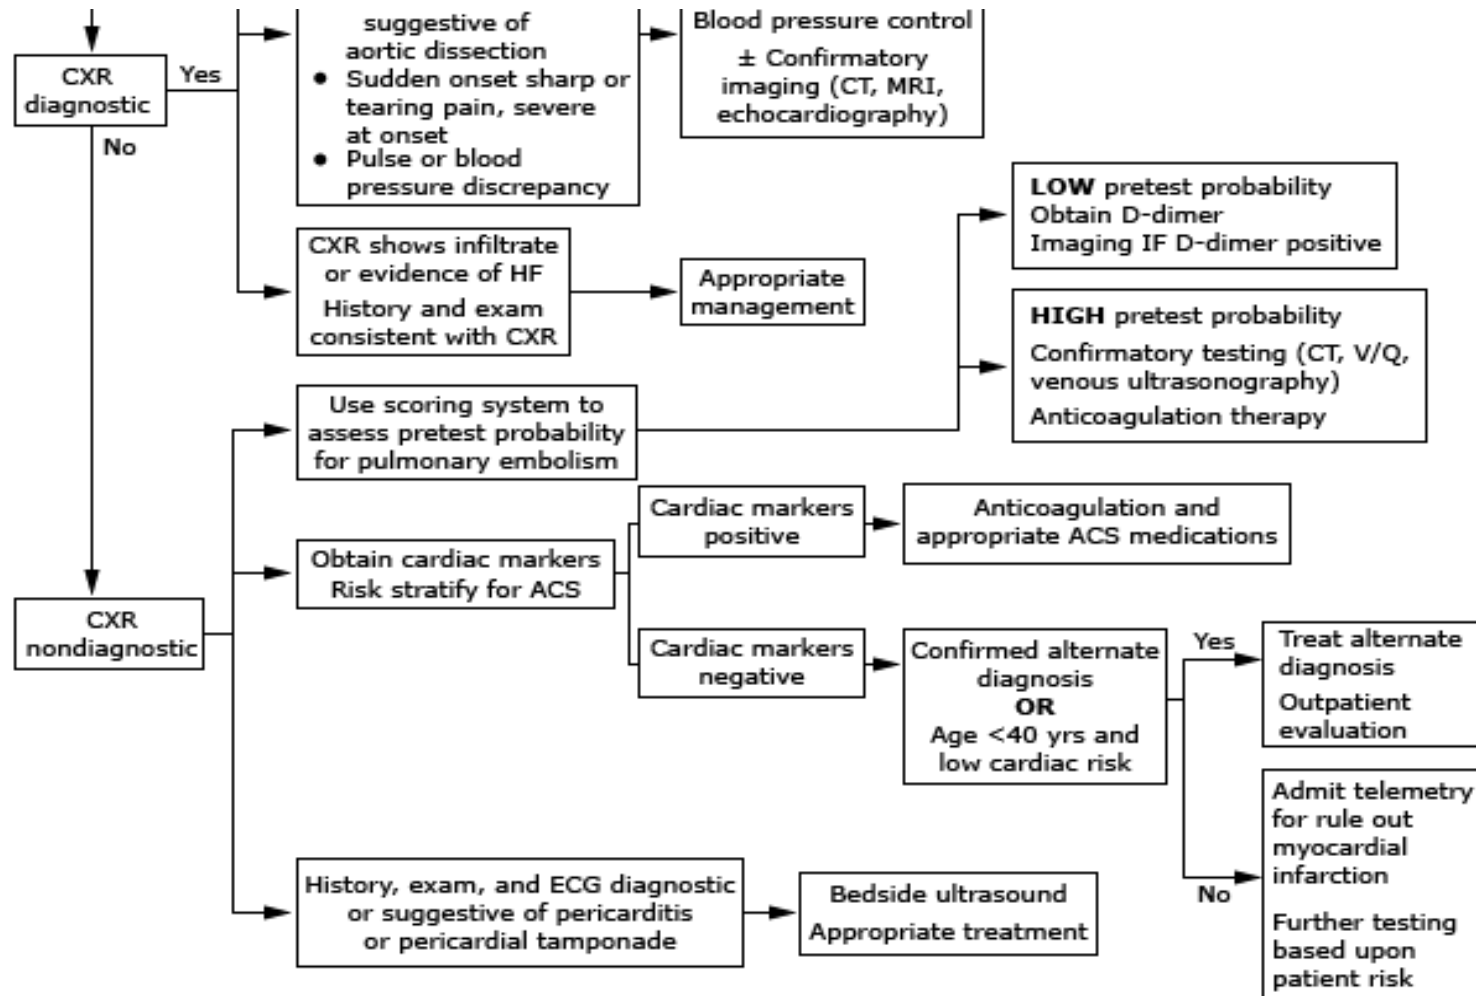 suggestive of
aortic dissection
• Sudden onset sharp or
tearing pain, severe
at onset
• Pulse or blood
pressure discrepancy
Blood pressure control
± Confirmatory
imaging (CT, MRI,
echocardiography)
CXR
diagnostic
Yes
No
CXR shows infiltrate
or evidence of HF
History and exam
consistent with CXR
Appropriate
management
LOW pretest probability
Obtain D-dimer
Imaging IF D-dimer positive
HIGH pretest probability
Confirmatory testing (CT, V/Q,
venous ultrasonography)
Anticoagulation therapy
Use scoring system to
assess pretest probability
for pulmonary embolism
Cardiac markers
positive
Anticoagulation and
appropriate ACS medications
Obtain cardiac markers
Risk stratify for ACS
CXR
nondiagnostic
Cardiac markers
negative
Confirmed alternate
diagnosis
OR
Age <40 yrs and
low cardiac risk
Yes
Treat alternate
diagnosis
Outpatient
evaluation
No
Admit telemetry
for rule out
myocardial
infarction
Further testing
based upon
patient risk
History, exam, and ECG diagnostic
or suggestive of pericarditis
or pericardial tamponade
Bedside ultrasound
Appropriate treatment